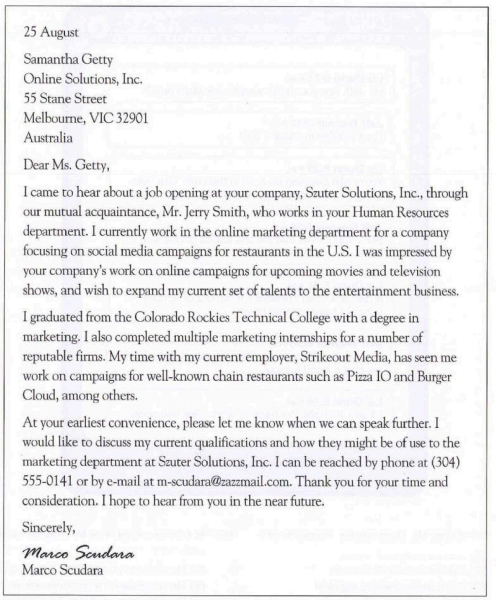 25 August
Samantha Getty
Online Solutions, Inc.
55 Stane Street
Melbourne, VIC 32901
Australia
Dear Ms. Getty,
I came to hear about a job opening at your company, Szuter Solutions, Inc., through
our mutual acquaintance, Mr. Jerry Smith, who works in your Human Resources
department. I currently work in the online marketing department for a company
focusing on social media campaigns for restaurants in the U.S. I was impressed by
your company's work on online campaigns for upcoming movies and television
shows, and wish to expand my current set of talents to the entertainment business.
I graduated from the Colorado Rockies Technical College with a degree in
marketing. I also completed multiple marketing internships for a number of
reputable firms. My time with my current employer, Strikeout Media, has seen me
work on campaigns for well-known chain restaurants such as Pizza IO and Burger
Cloud, among others.
At your earliest convenience, please let me know when we can speak further. I
would like to discuss my current qualifications and how they might be of use to the
marketing department at Szuter Solutions, Inc. I can be reached by phone at (304)
555-0141 or by e-mail at m-scudara@zazzmail.com. Thank you for your time and
consideration. I hope to hear from you in the near future.
Sincerely,
Marco Scudara
Marco Scudara